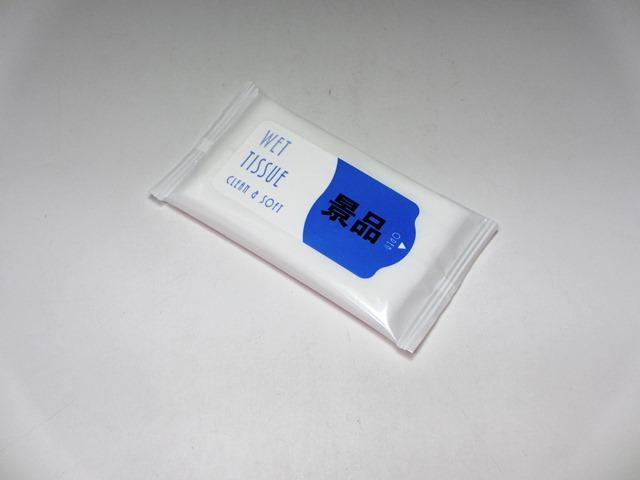 WET
TISSUE
CLEAN & SOFT
景品
OPEN